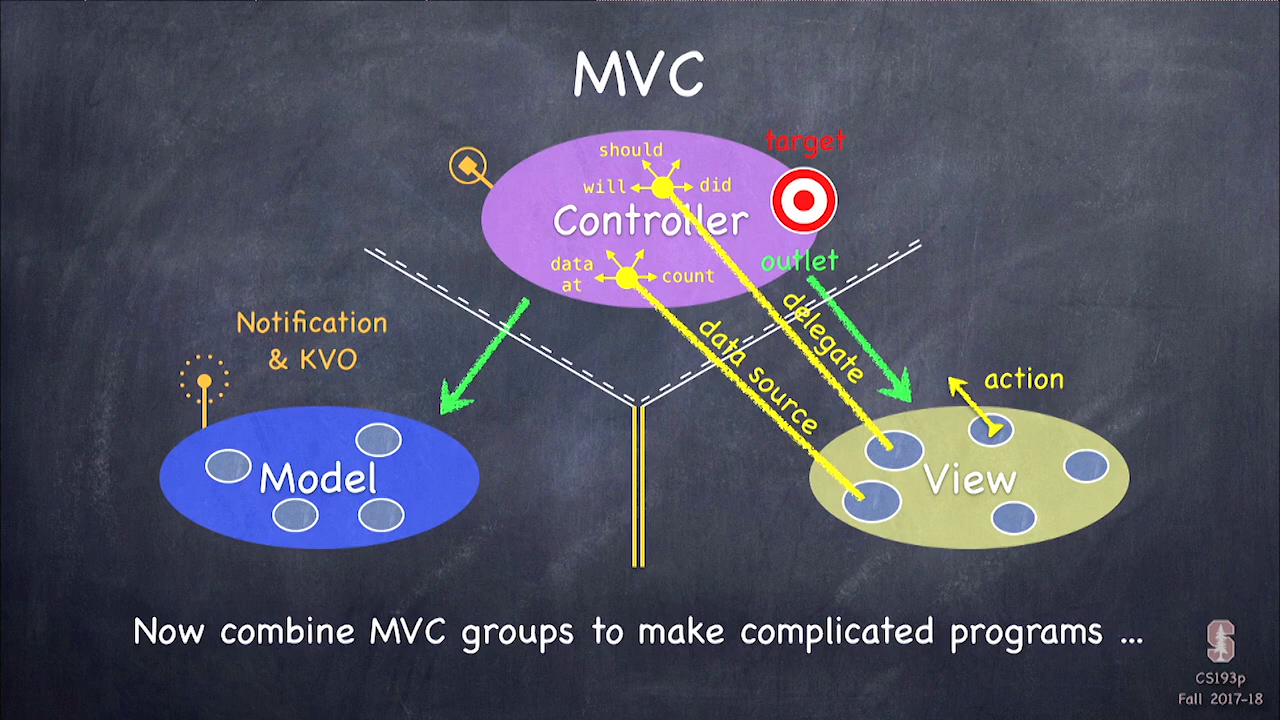 MVC
target
should
will
did
Controller
outlet
data
at
count
Notification
& KVO
delegate
data source
action
Model
View
Now combine MVC groups to make complicated programs ...
S
CS193p
Fall 2017-18